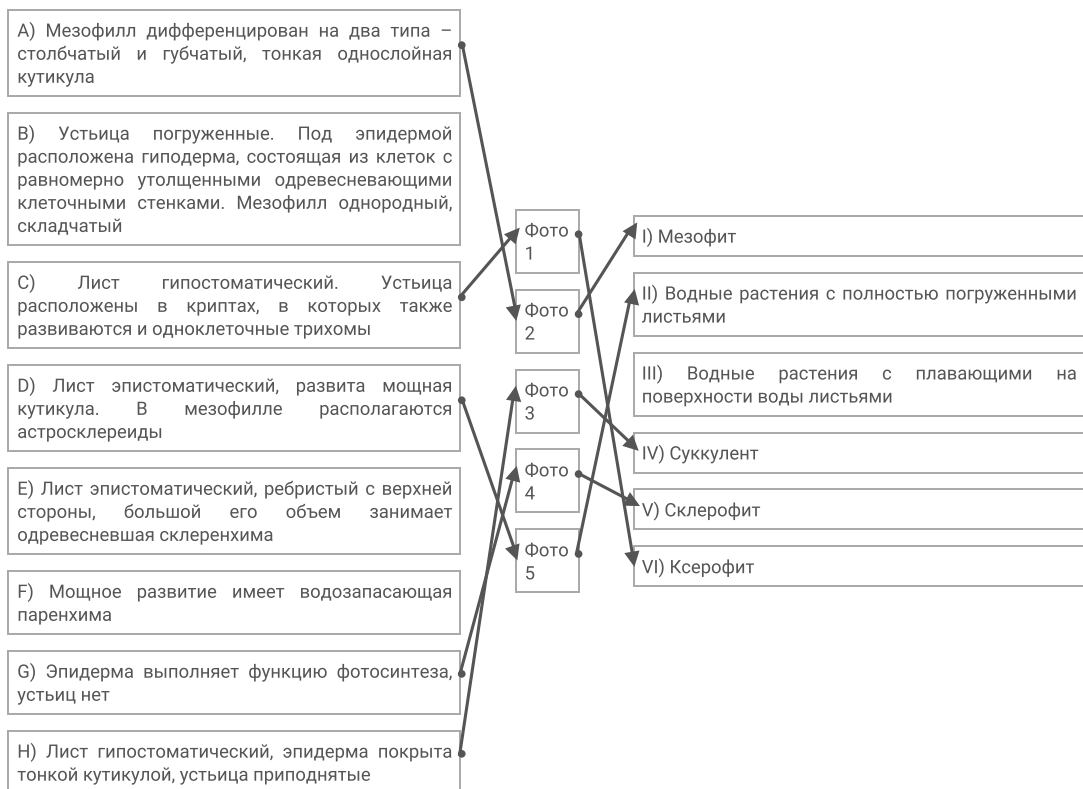 А) Мезофилл дифференцирован на два типа –
столбчатый и губчатый, тонкая однослойная
кутикула
В) Устьица погруженные. Под эпидермой
расположена гиподерма, состоящая из клеток с
равномерно утолщенными одревесневающими
клеточными стенками. Мезофилл однородный,
складчатый
С) Лист гипостоматический. Устьица
расположены в криптах, в которых также
развиваются и одноклеточные трихомы
D) Лист эпистоматический, развита мощная
кутикула. В мезофилле располагаются
астросклереиды
Е) Лист эпистоматический, ребристый с верхней
стороны, большой его объем занимает
одревесневшая склеренхима
F) Мощное развитие имеет водозапасающая
паренхима
G) Эпидерма выполняет функцию фотосинтеза,
устьиц нет
Н) Лист гипостоматический, эпидерма покрыта
тонкой кутикулой, устьица приподнятые
Фото
1
Фото
2
Фото
3
Фото
4
Фото
5
I) Мезофит
II) Водные растения с полностью погруженными
листьями
III) Водные растения с плавающими на
поверхности воды листьями
IV) Суккулент
V) Склерофит
VI) Ксерофит